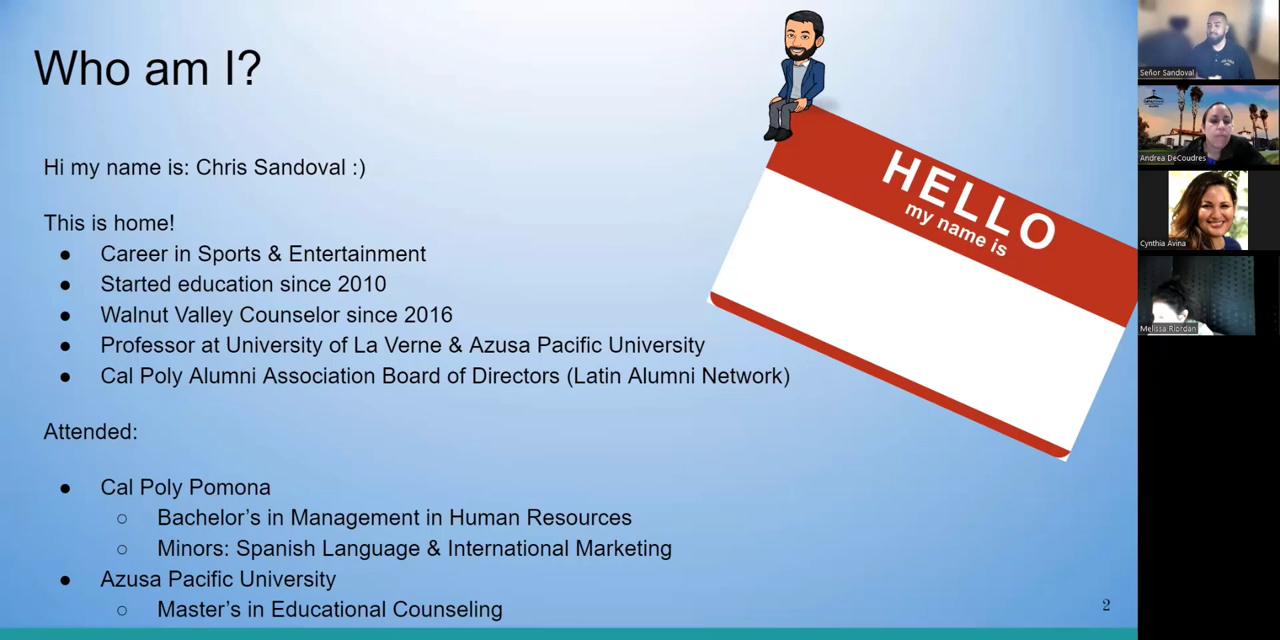 Who am I?
Hi my name is: Chris Sandoval :)
This is home!
● Career in Sports & Entertainment
● Started education since 2010
● Walnut Valley Counselor since 2016
● Professor at University of La Verne & Azusa Pacific University
● Cal Poly Alumni Association Board of Directors (Latin Alumni Network)
Attended:
● Cal Poly Pomona
○ Bachelor’s in Management in Human Resources
○ Minors: Spanish Language & International Marketing
● Azusa Pacific University
○ Master’s in Educational Counseling
HELLO
my name is
2
Señor Sandoval
Andrea DeCoudres
Cynthia Avina
Melissa Riordan